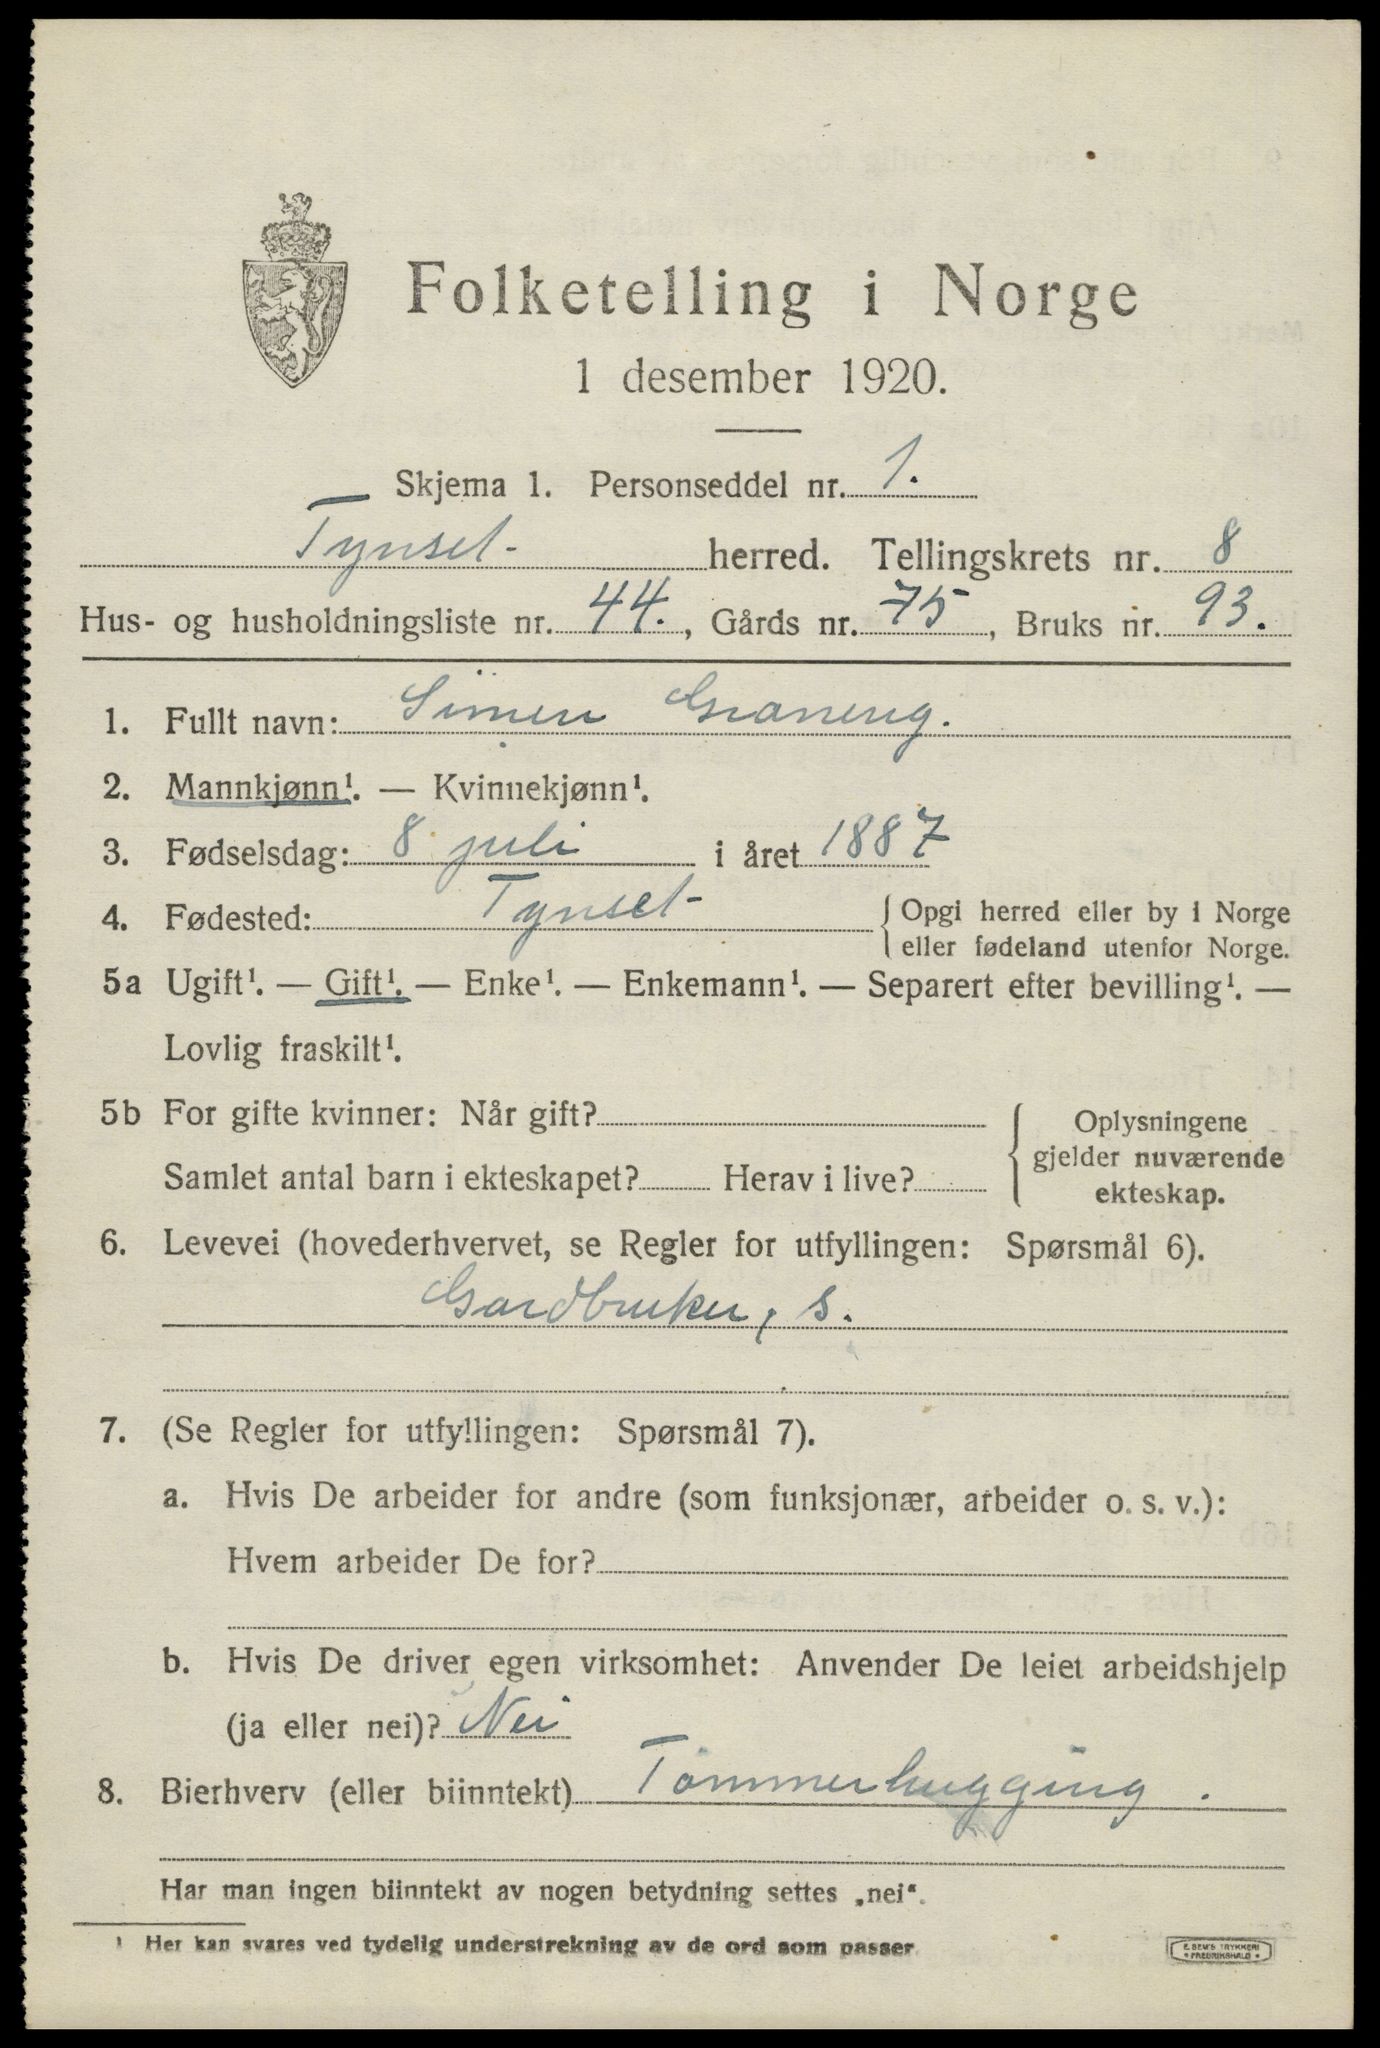 Folketelling i Norge
1 desember 1920.
Skjema 1. Personseddel nr. 1.
Tynset herred. Tellingskrets nr. 8
Hus- og husholdningsliste nr. 44., Gårds nr. 75, Bruks nr. 93.
1. Fullt navn: Simen Graneng.
2. Mannkjønn¹. — Kvinnekjønn¹.
3. Fødselsdag: 8 juli i året 1887
4. Fødested: Tynset { Opgi herred eller by i Norge
eller fødeland utenfor Norge.
5a Ugift¹. — Gift¹. — Enke¹. — Enkemann¹. — Separert efter bevilling¹. —
Lovlig fraskilt¹.
5b For gifte kvinner: Når gift?
Samlet antal barn i ekteskapet? Herav i live?
{ Oplysningene
gjelder nuværende
ekteskap.
6. Levevei (hovederhvervet, se Regler for utfyllingen: Spørsmål 6).
Gardbruker, s.
7. (Se Regler for utfyllingen: Spørsmål 7).
a. Hvis De arbeider for andre (som funksjonær, arbeider o. s. v.):
Hvem arbeider De for?
b. Hvis De driver egen virksomhet: Anvender De leiet arbeidshjelp
(ja eller nei)? Nei
8. Bierhverv (eller biinntekt) Tømmerhugging.
Har man ingen biinntekt av nogen betydning settes „nei“.
¹ Her kan svares ved tydelig understrekning av de ord som passer
E. SEM'S TRYKKERI
* FREDRIKSHALD *